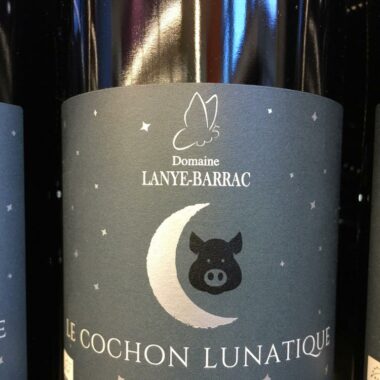 Domaine
LANYE-BARRAC
LE COCHON LUNATIQUE